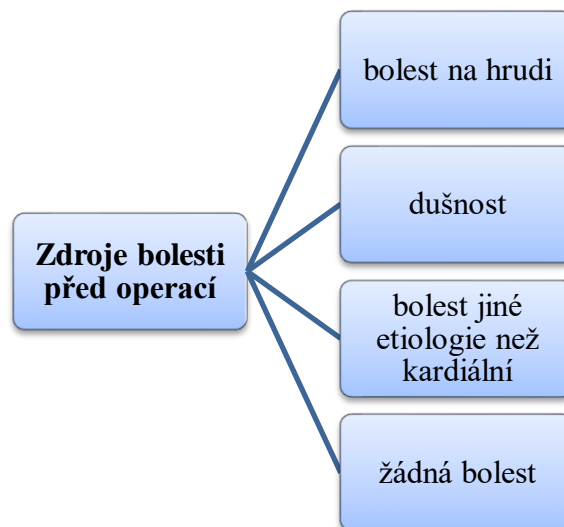 bolest na hrudi
dušnost
Zdroje bolesti
před operací
bolest jiné
etiologie než
kardiální
žádná bolest